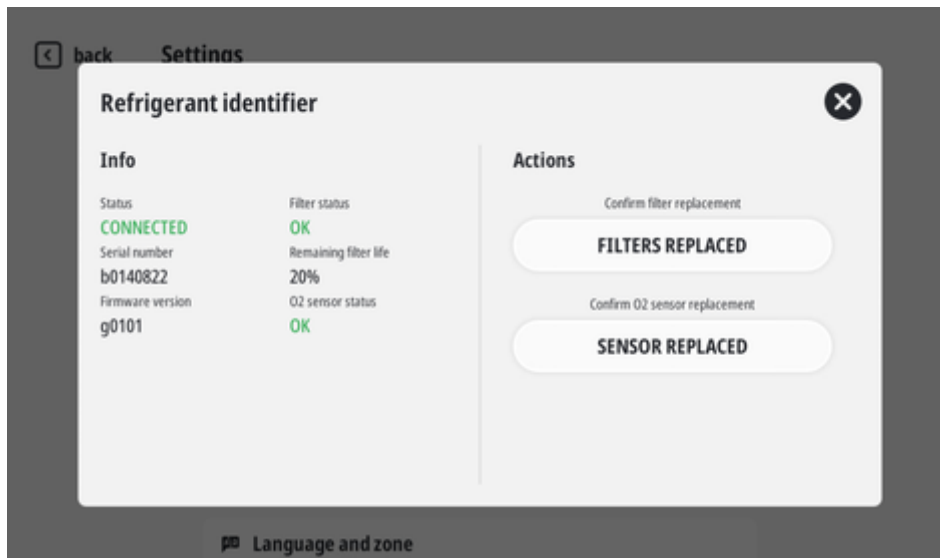 back Settings
Refrigerant identifier
Info
Status
CONNECTED
Serial number
b0140822
Firmware version
g0101
Filter status
OK
Remaining filter life
20%
O2 sensor status
OK
Actions
Confirm filter replacement
FILTERS REPLACED
Confirm O2 sensor replacement
SENSOR REPLACED
Language and zone